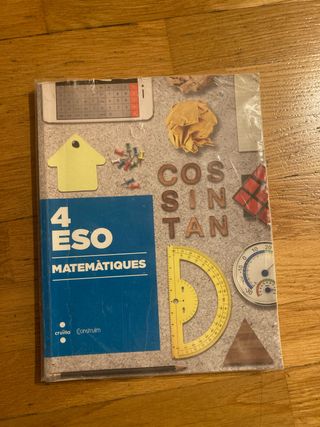 COS
SIN
TAN
4
ESO
MATEMÀTIQUES
cruïlla
Construïm